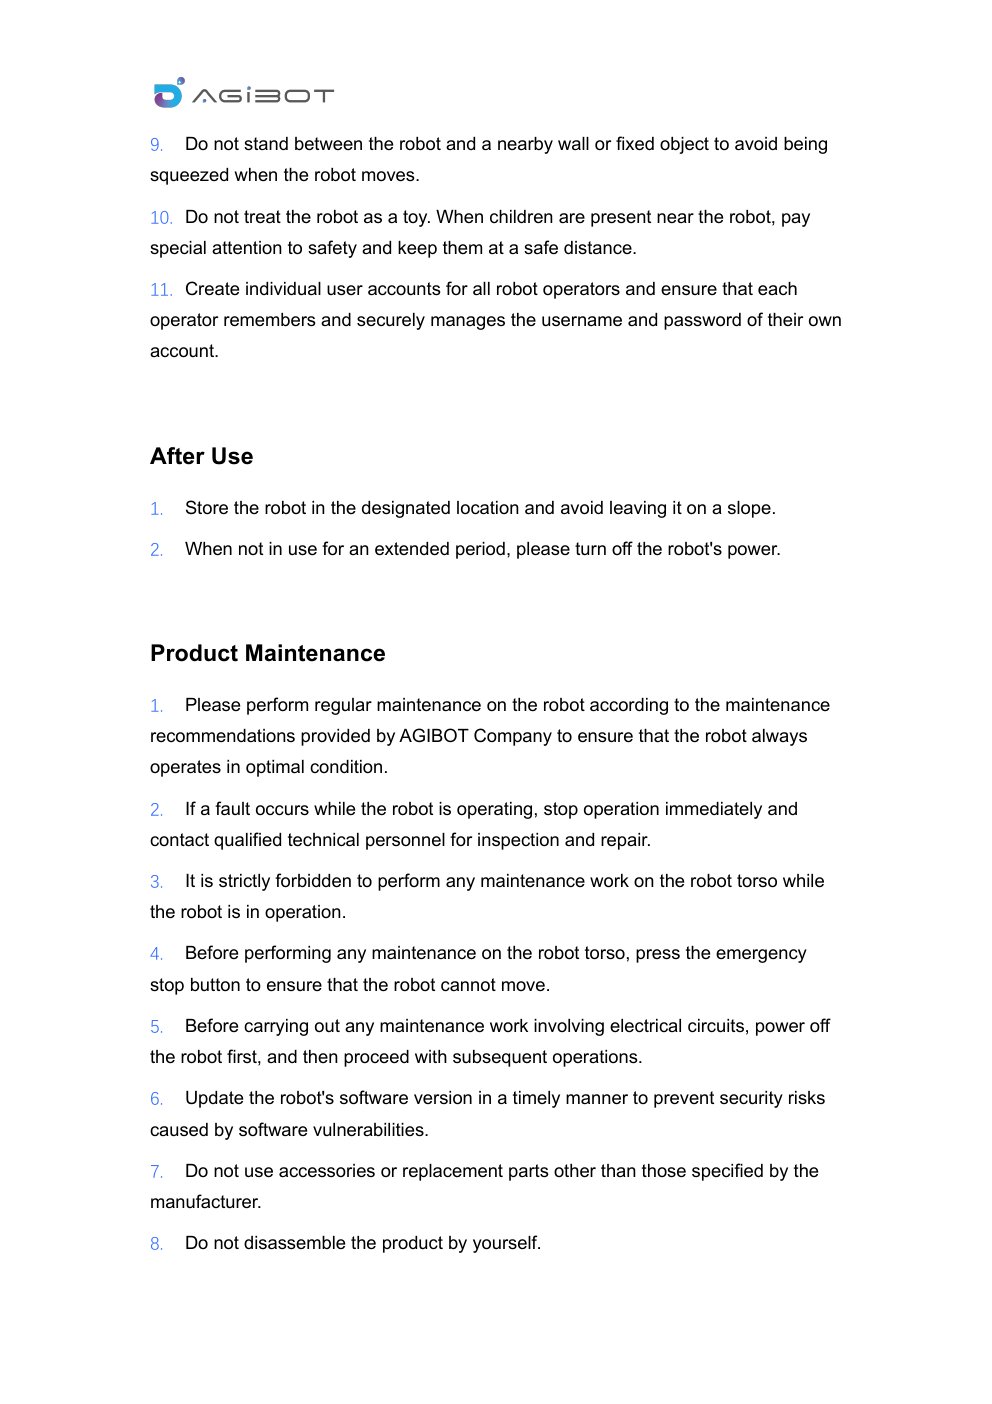 AGIBOT
9. Do not stand between the robot and a nearby wall or fixed object to avoid being
squeezed when the robot moves.
10. Do not treat the robot as a toy. When children are present near the robot, pay
special attention to safety and keep them at a safe distance.
11. Create individual user accounts for all robot operators and ensure that each
operator remembers and securely manages the username and password of their own
account.
After Use
1. Store the robot in the designated location and avoid leaving it on a slope.
2. When not in use for an extended period, please turn off the robot's power.
Product Maintenance
1. Please perform regular maintenance on the robot according to the maintenance
recommendations provided by AGIBOT Company to ensure that the robot always
operates in optimal condition.
2. If a fault occurs while the robot is operating, stop operation immediately and
contact qualified technical personnel for inspection and repair.
3. It is strictly forbidden to perform any maintenance work on the robot torso while
the robot is in operation.
4. Before performing any maintenance on the robot torso, press the emergency
stop button to ensure that the robot cannot move.
5. Before carrying out any maintenance work involving electrical circuits, power off
the robot first, and then proceed with subsequent operations.
6. Update the robot's software version in a timely manner to prevent security risks
caused by software vulnerabilities.
7. Do not use accessories or replacement parts other than those specified by the
manufacturer.
8. Do not disassemble the product by yourself.